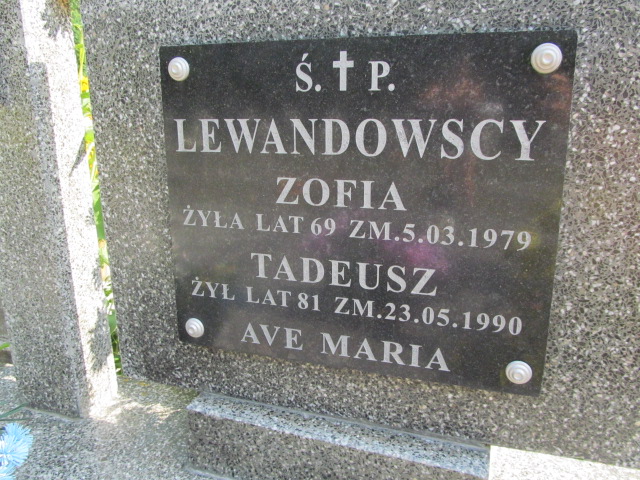 Ś. † P.
LEWANDOWSCY
ZOFIA
ŻYŁA LAT 69 ZM.5.03.1979
TADEUSZ
ŻYŁ LAT 81 ZM.23.05.1990
AVE MARIA